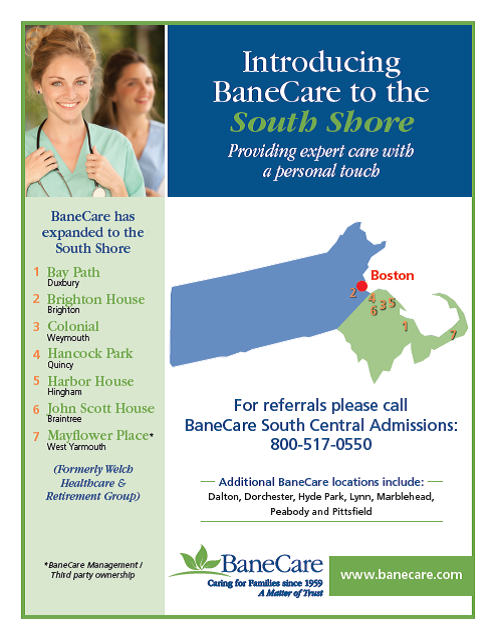 Introducing
BaneCare to the
South Shore
Providing expert care with
a personal touch
BaneCare has
expanded to the
South Shore
1 Bay Path
Duxbury
2 Brighton House
Brighton
3 Colonial
Weymouth
4 Hancock Park
Quincy
5 Harbor House
Hingham
6 John Scott House
Braintree
7 Mayflower Place*
West Yarmouth
(Formerly Welch
Healthcare &
Retirement Group)
*BaneCare Management /
Third party ownership
Boston
2
4
3
5
6
1
7
For referrals please call
BaneCare South Central Admissions:
800-517-0550
Additional BaneCare locations include:
Dalton, Dorchester, Hyde Park, Lynn, Marblehead,
Peabody and Pittsfield
BaneCare
Caring for Families since 1959
A Matter of Trust
www.banecare.com